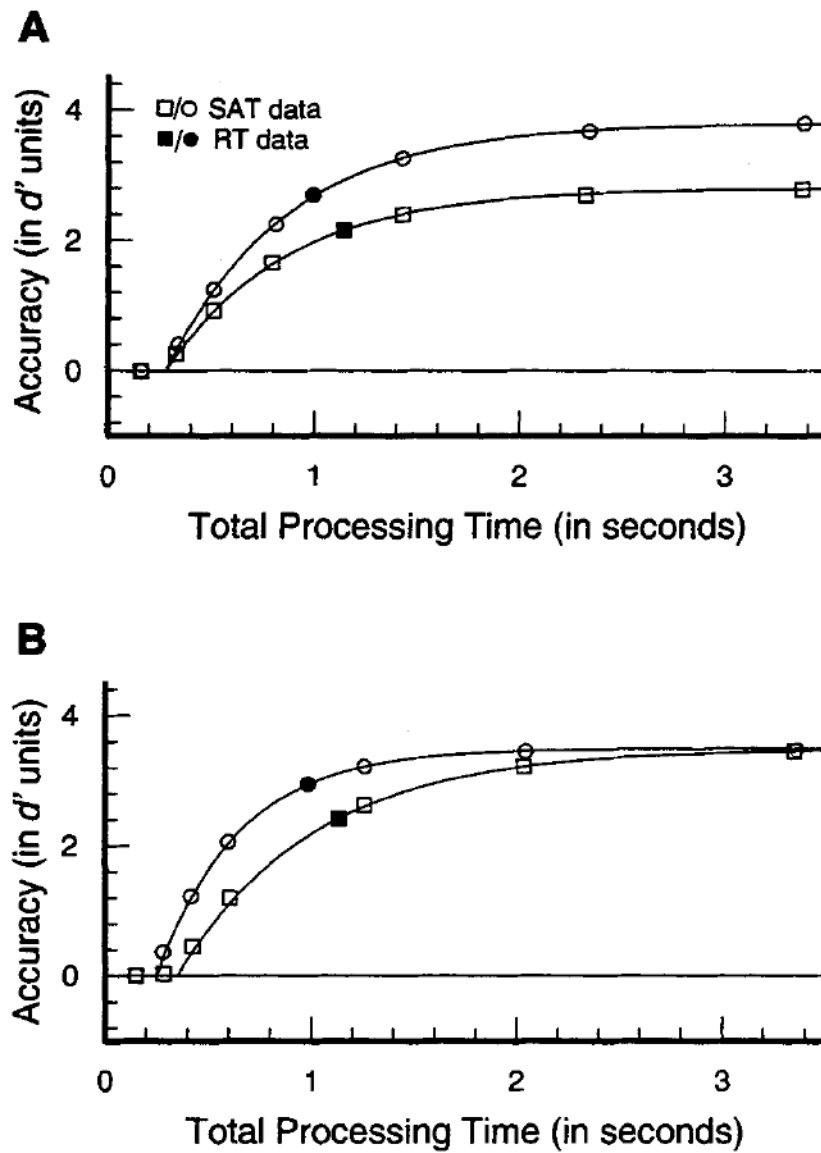 A
Accuracy (in d' units)
4
2
0
□/○ SAT data
■/● RT data
0 1 2 3
Total Processing Time (in seconds)
B
Accuracy (in d' units)
4
2
0
0 1 2 3
Total Processing Time (in seconds)